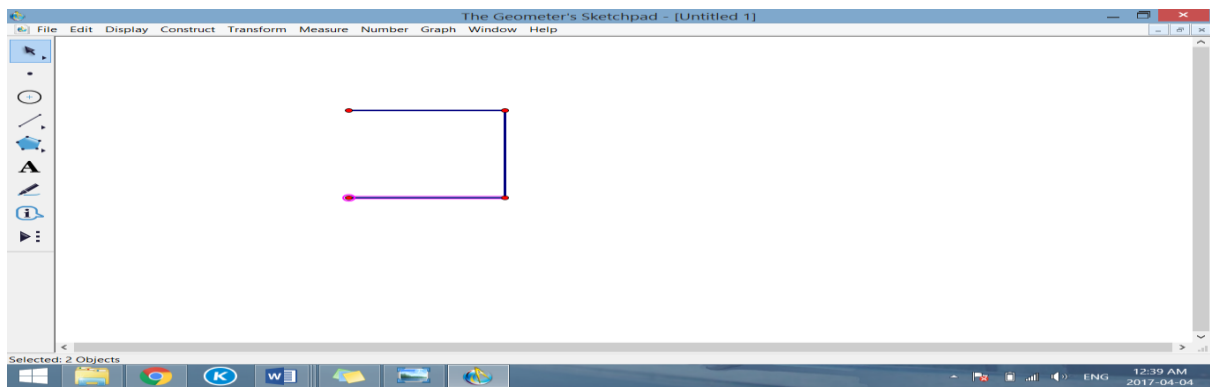 The Geometer's Sketchpad - [Untitled 1]
File Edit Display Construct Transform Measure Number Graph Window Help
A
i
Selected: 2 Objects
K
W
ENG
12:39 AM
2017-04-04